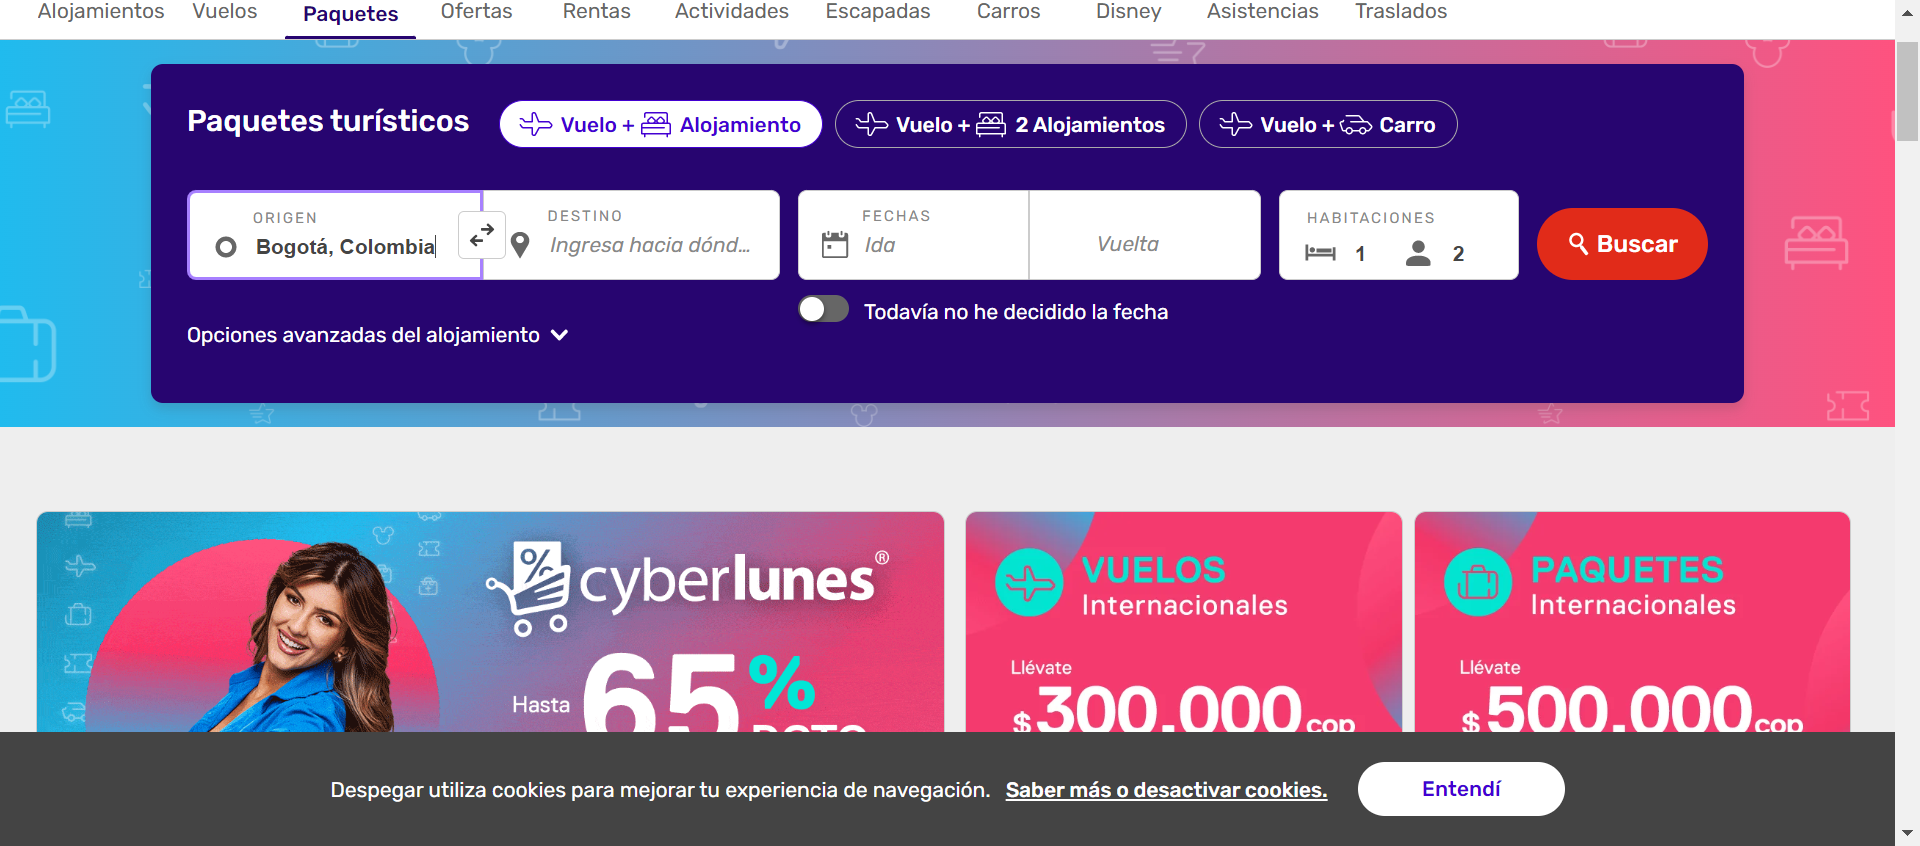 Alojamientos Vuelos Paquetes Ofertas Rentas Actividades Escapadas Carros Disney Asistencias Traslados
Paquetes turísticos
Vuelo + Alojamiento
Vuelo + 2 Alojamientos
Vuelo + Carro
ORIGEN
Bogotá, Colombia
DESTINO
Ingresa hacia dónd...
FECHAS
Ida
Vuelta
HABITACIONES
1 2
Buscar
Todavía no he decidido la fecha
Opciones avanzadas del alojamiento
% cyberlunes®
Hasta 65%
DCTO
VUELOS
Internacionales
Llévate
$300.000 cop
PAQUETES
Internacionales
Llévate
$500.000 cop
Despegar utiliza cookies para mejorar tu experiencia de navegación. Saber más o desactivar cookies.
Entendí